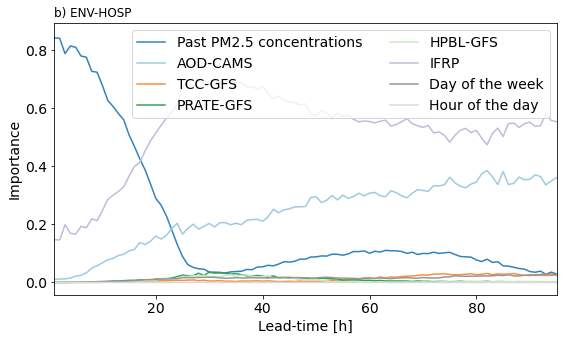 b) ENV-HOSP
Past PM2.5 concentrations
AOD-CAMS
TCC-GFS
PRATE-GFS
HPBL-GFS
IFRP
Day of the week
Hour of the day
Importance
0.8
0.6
0.4
0.2
0.0
20
40
60
80
Lead-time [h]